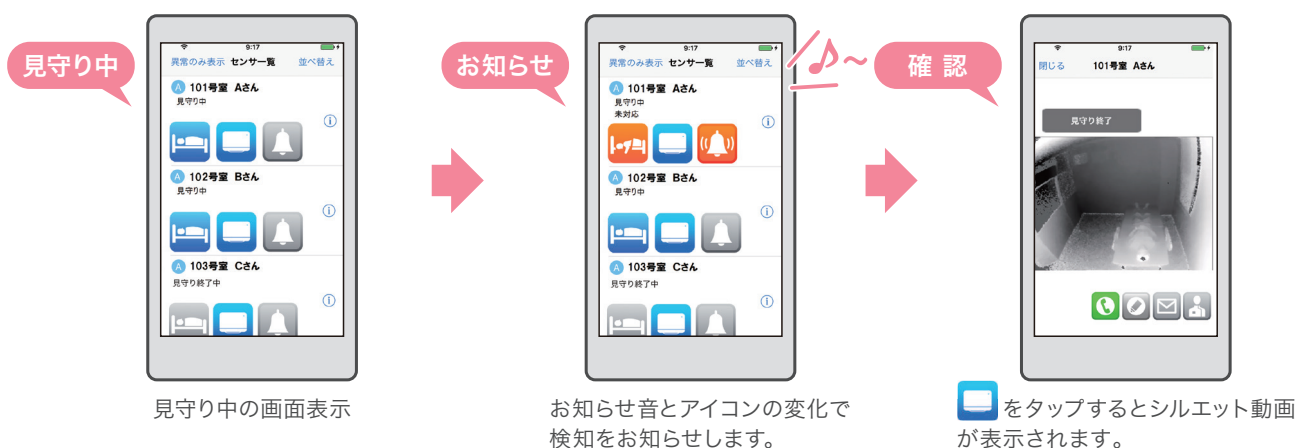 見守り中
9:17
異常のみ表示 センサ一覧 並べ替え
A 101号室 Aさん
見守り中
A 102号室 Bさん
見守り中
A 103号室 Cさん
見守り終了中
見守り中の画面表示
お知らせ
9:17
異常のみ表示 センサ一覧 並べ替え
A 101号室 Aさん
見守り中
未対応
A 102号室 Bさん
見守り中
A 103号室 Cさん
見守り終了中
お知らせ音とアイコンの変化で
検知をお知らせします。
確 認
9:17
閉じる 101号室 Aさん
見守り終了
をタップするとシルエット動画
が表示されます。